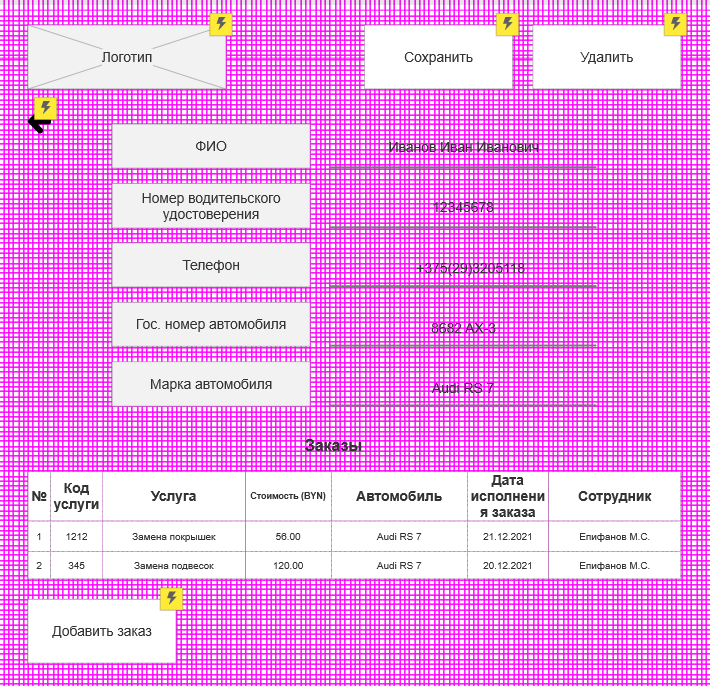 Логотип
Сохранить
Удалить
ФИО
Иванов Иван Иванович
Номер водительского
удостоверения
12345678
Телефон
+375(29)3205118
Гос. номер автомобиля
8682 AX-3
Марка автомобиля
Audi RS 7
Заказы
№ Код услуги Услуга Стоимость (BYN) Автомобиль Дата исполнения заказа Сотрудник
1 1212 Замена покрышек 56.00 Audi RS 7 21.12.2021 Епифанов М.С.
2 345 Замена подвесок 120.00 Audi RS 7 20.12.2021 Епифанов М.С.
Добавить заказ